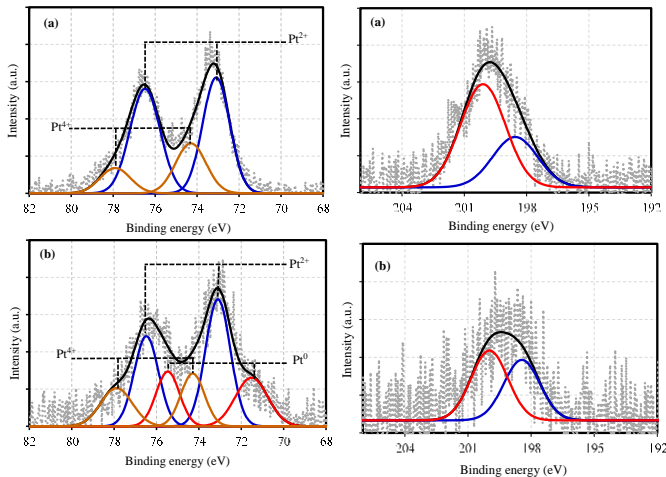 (a)
Pt2+
Pt4+
Intensity (a.u.)
82 80 78 76 74 72 70 68
Binding energy (eV)
(a)
Intensity (a.u.)
204 201 198 195 192
Binding energy (eV)
(b)
Pt2+
Pt4+
Pt0
Intensity (a.u.)
82 80 78 76 74 72 70 68
Binding energy (eV)
(b)
Intensity (a.u.)
204 201 198 195 192
Binding energy (eV)